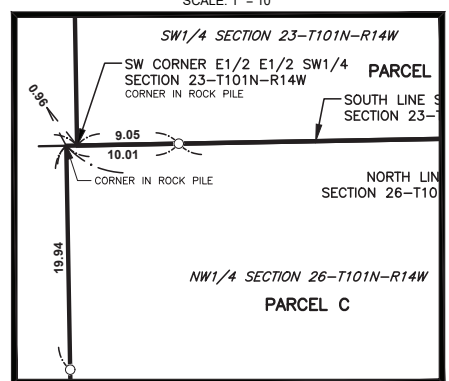 SCALE: 1" = 10'
SW1/4 SECTION 23-T101N-R14W
SW CORNER E1/2 E1/2 SW1/4
SECTION 23-T101N-R14W
CORNER IN ROCK PILE
PARCEL
SOUTH LINE S
SECTION 23-T
0.96
9.05
10.01
CORNER IN ROCK PILE
NORTH LIN
SECTION 26-T10
19.94
NW1/4 SECTION 26-T101N-R14W
PARCEL C